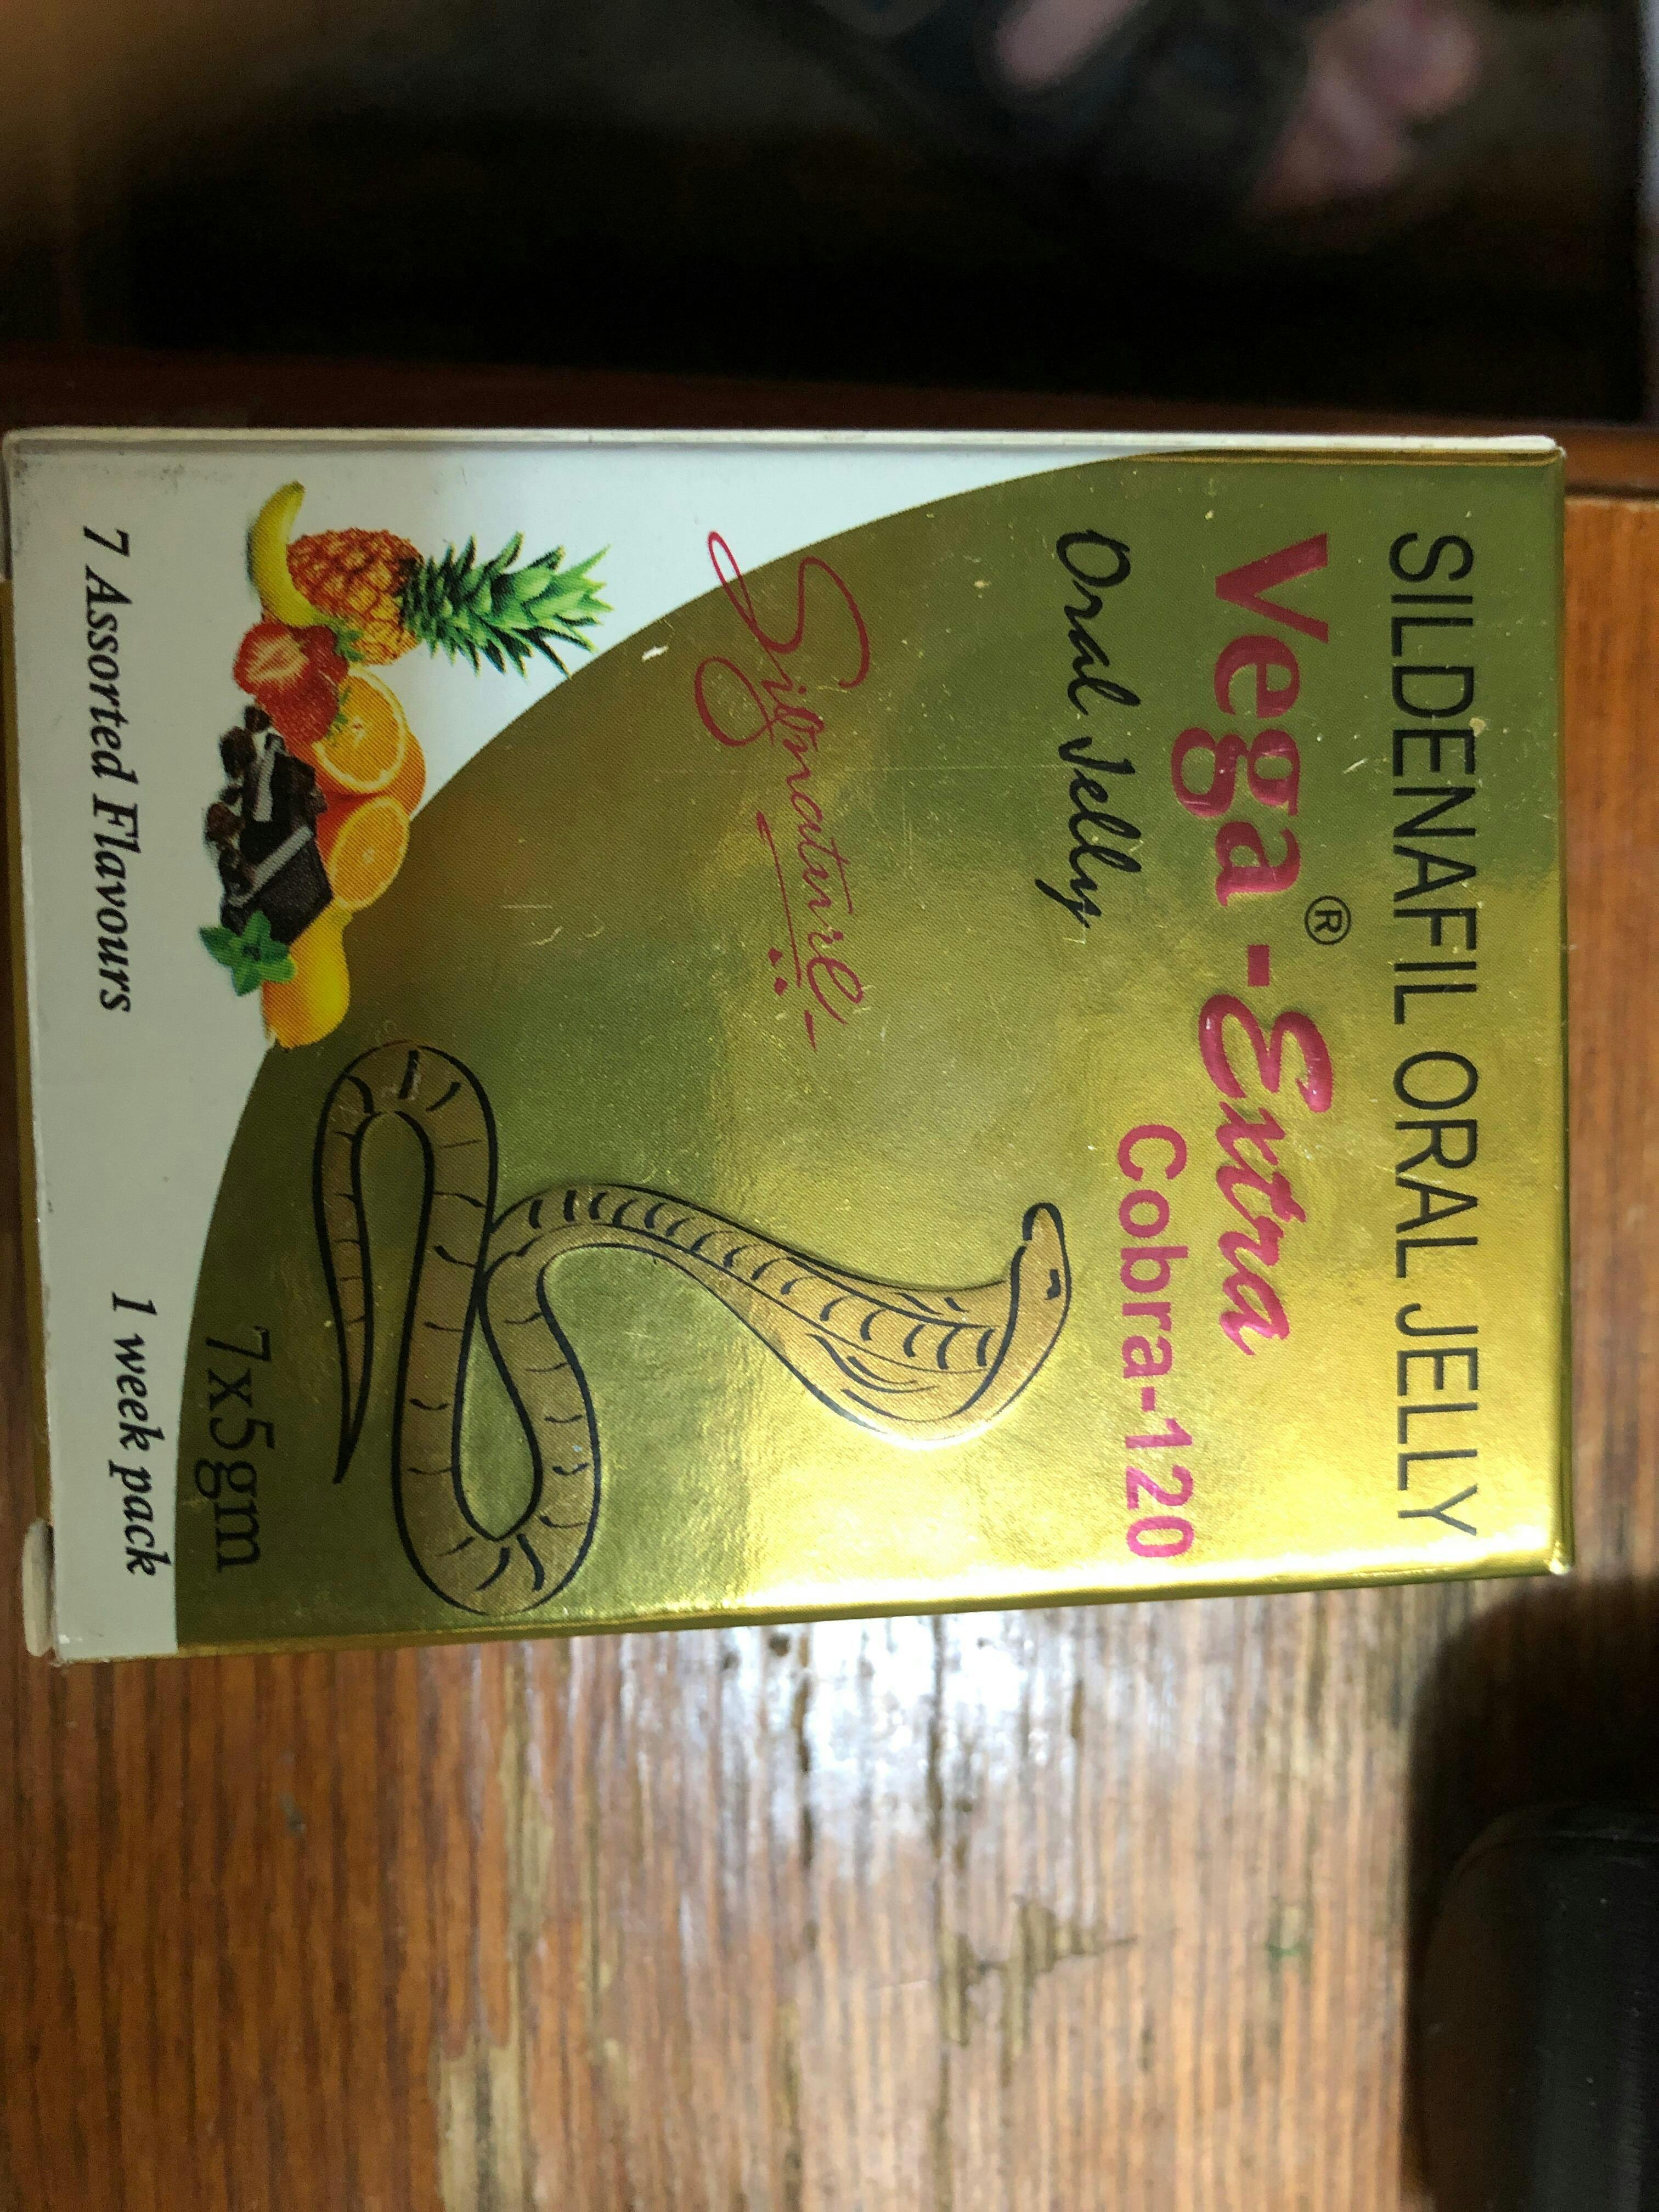 SILDENAFIL ORAL JELLY
Vega®-Extra
Cobra-120
Oral Jelly
Signature
7x5gm
7 Assorted Flavours
1 week pack